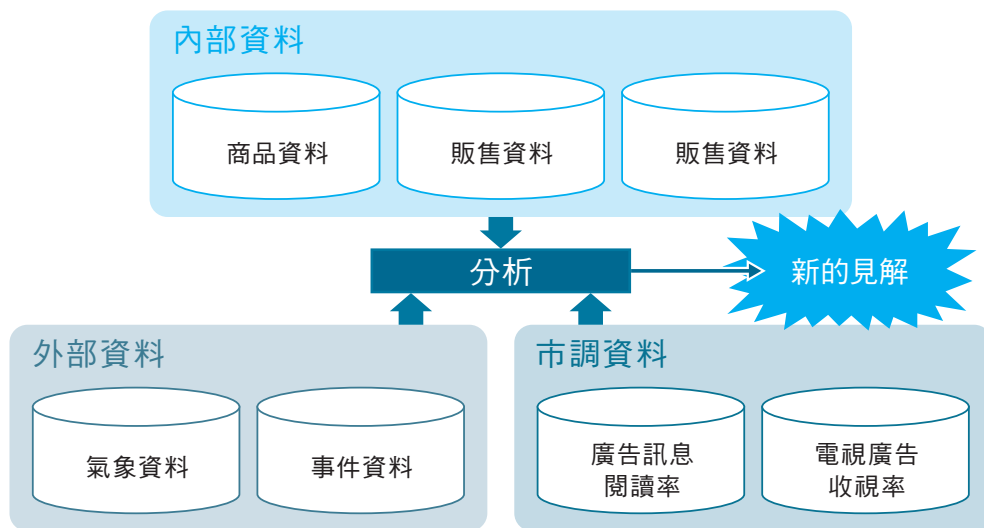 內部資料
商品資料
販售資料
販售資料
分析
新的見解
外部資料
氣象資料
事件資料
市調資料
廣告訊息
閱讀率
電視廣告
收視率